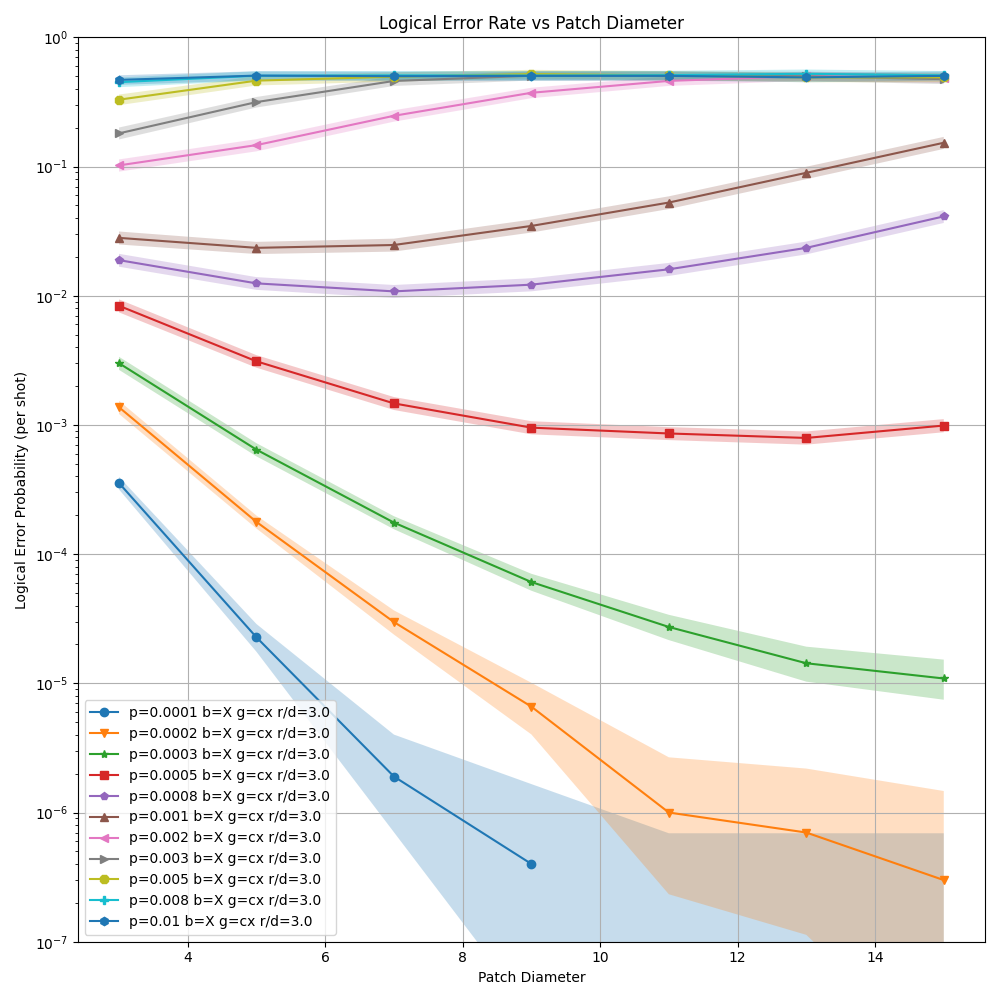 Logical Error Rate vs Patch Diameter
10⁰
10⁻¹
10⁻²
10⁻³
10⁻⁴
10⁻⁵
10⁻⁶
10⁻⁷
Logical Error Probability (per shot)
p=0.0001 b=X g=cx r/d=3.0
p=0.0002 b=X g=cx r/d=3.0
p=0.0003 b=X g=cx r/d=3.0
p=0.0005 b=X g=cx r/d=3.0
p=0.0008 b=X g=cx r/d=3.0
p=0.001 b=X g=cx r/d=3.0
p=0.002 b=X g=cx r/d=3.0
p=0.003 b=X g=cx r/d=3.0
p=0.005 b=X g=cx r/d=3.0
p=0.008 b=X g=cx r/d=3.0
p=0.01 b=X g=cx r/d=3.0
4 6 8 10 12 14
Patch Diameter